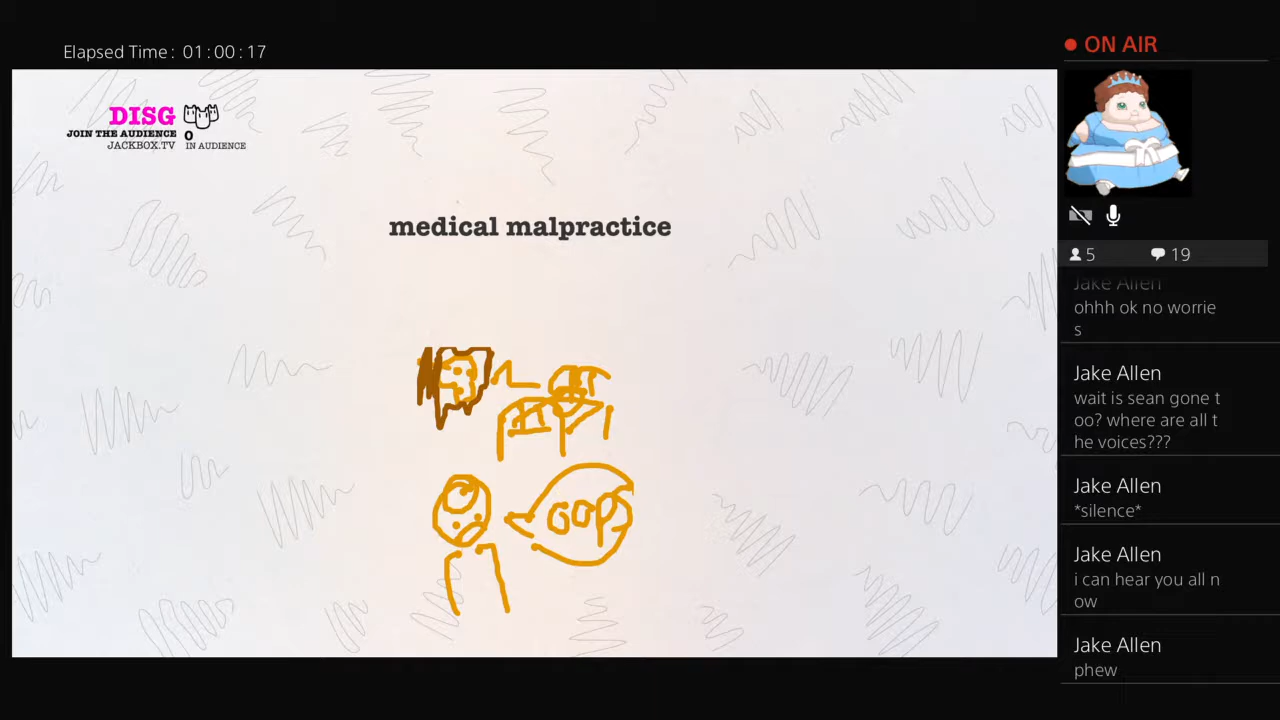 Elapsed Time: 01:00:17
ON AIR
DISG
JOIN THE AUDIENCE
JACKBOX.TV
0
IN AUDIENCE
medical malpractice
OOPS
5
19
Jake Allen
ohhh ok no worrie
s
Jake Allen
wait is sean gone t
oo? where are all t
he voices???
Jake Allen
*silence*
Jake Allen
i can hear you all n
ow
Jake Allen
phew